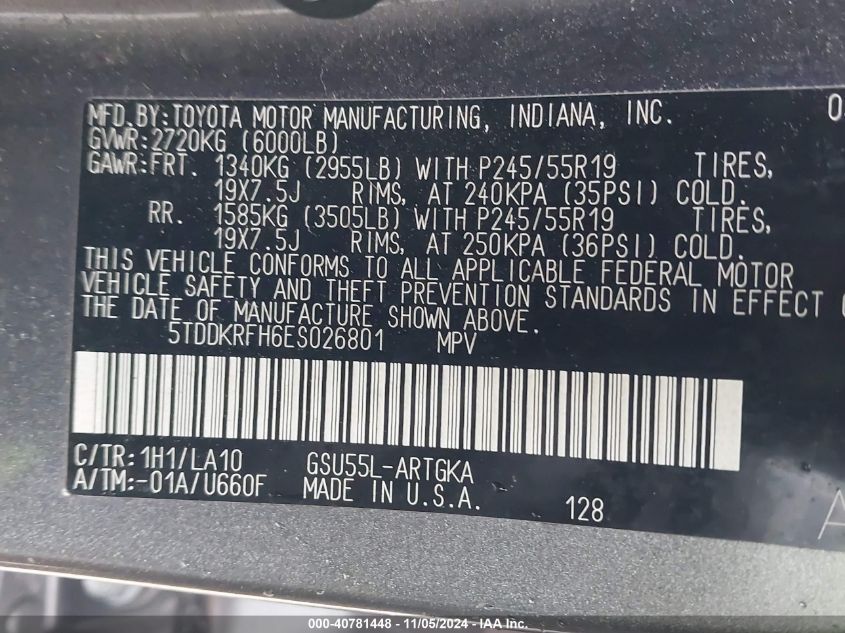 MFD. BY: TOYOTA MOTOR MANUFACTURING, INDIANA, INC.
GVWR: 2720KG (6000LB)
GAWR: FRT. 1340KG (2955LB) WITH P245/55R19 TIRES,
19X7.5J RIMS, AT 240KPA (35PSI) COLD.
RR. 1585KG (3505LB) WITH P245/55R19 TIRES,
19X7.5J RIMS, AT 250KPA (36PSI) COLD.
THIS VEHICLE CONFORMS TO ALL APPLICABLE FEDERAL MOTOR
VEHICLE SAFETY AND THEFT PREVENTION STANDARDS IN EFFECT
THE DATE OF MANUFACTURE SHOWN ABOVE.
5TDDKRFH6ES026801 MPV
C/TR: 1H1/LA10 GSU55L-ARTGKA
A/TM:-01A/U660F MADE IN U.S.A.
128
000-40781448 - 11/05/2024 - IAA Inc.